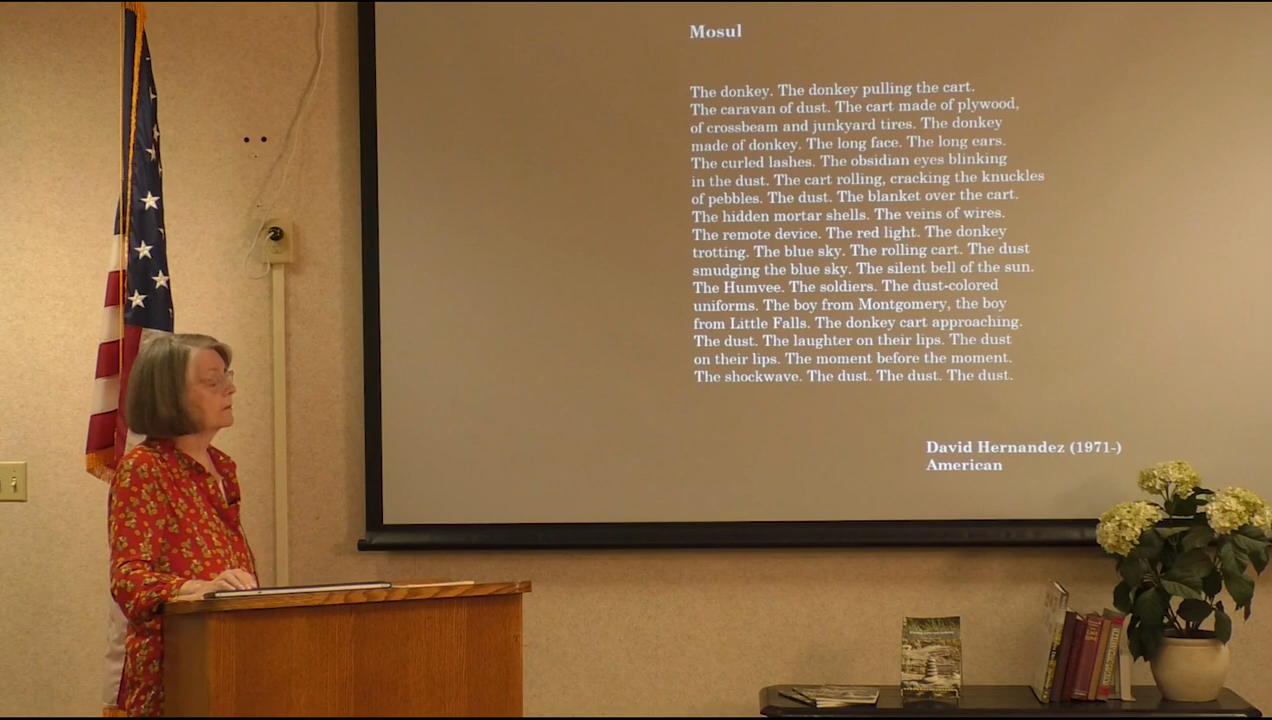 Mosul
The donkey. The donkey pulling the cart.
The caravan of dust. The cart made of plywood,
of crossbeam and junkyard tires. The donkey
made of donkey. The long face. The long ears.
The curled lashes. The obsidian eyes blinking
in the dust. The cart rolling, cracking the knuckles
of pebbles. The dust. The blanket over the cart.
The hidden mortar shells. The veins of wires.
The remote device. The red light. The donkey
trotting. The blue sky. The rolling cart. The dust
smudging the blue sky. The silent bell of the sun.
The Humvee. The soldiers. The dust-colored
uniforms. The boy from Montgomery, the boy
from Little Falls. The donkey cart approaching.
The dust. The laughter on their lips. The dust
on their lips. The moment before the moment.
The shockwave. The dust. The dust. The dust.
David Hernandez (1971-)
American